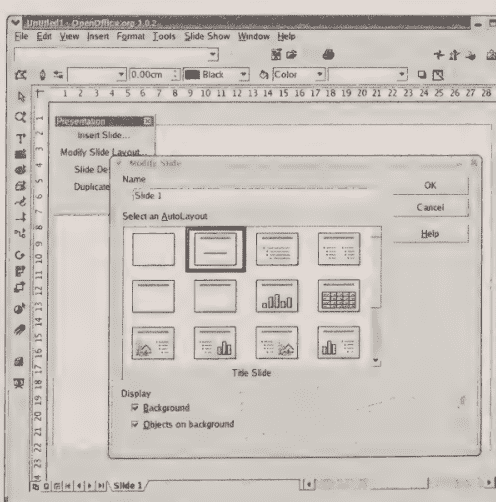 Untitled1 - OpenOffice.org 1.0.2
File Edit View Insert Format Tools Slide Show Window Help
0.00cm Black Color
1 2 3 4 5 6 7 8 9 10 11 12 13 14 15 16 17 18 19 20 21 22 23 24 25 26 27 28
Presentation
Insert Slide...
Modify Slide Layout...
Slide De
Duplicate
Modify Slide
Name
Slide 1
Select an AutoLayout
OK
Cancel
Help
Title Slide
Display
Background
Objects on background
Slide 1